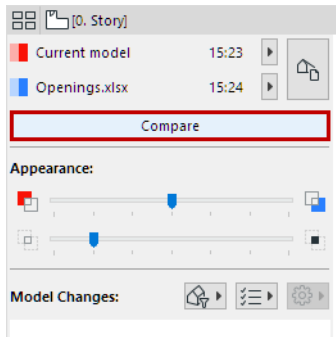 [0. Story]
Current model 15:23
Openings.xlsx 15:24
Compare
Appearance:
Model Changes: